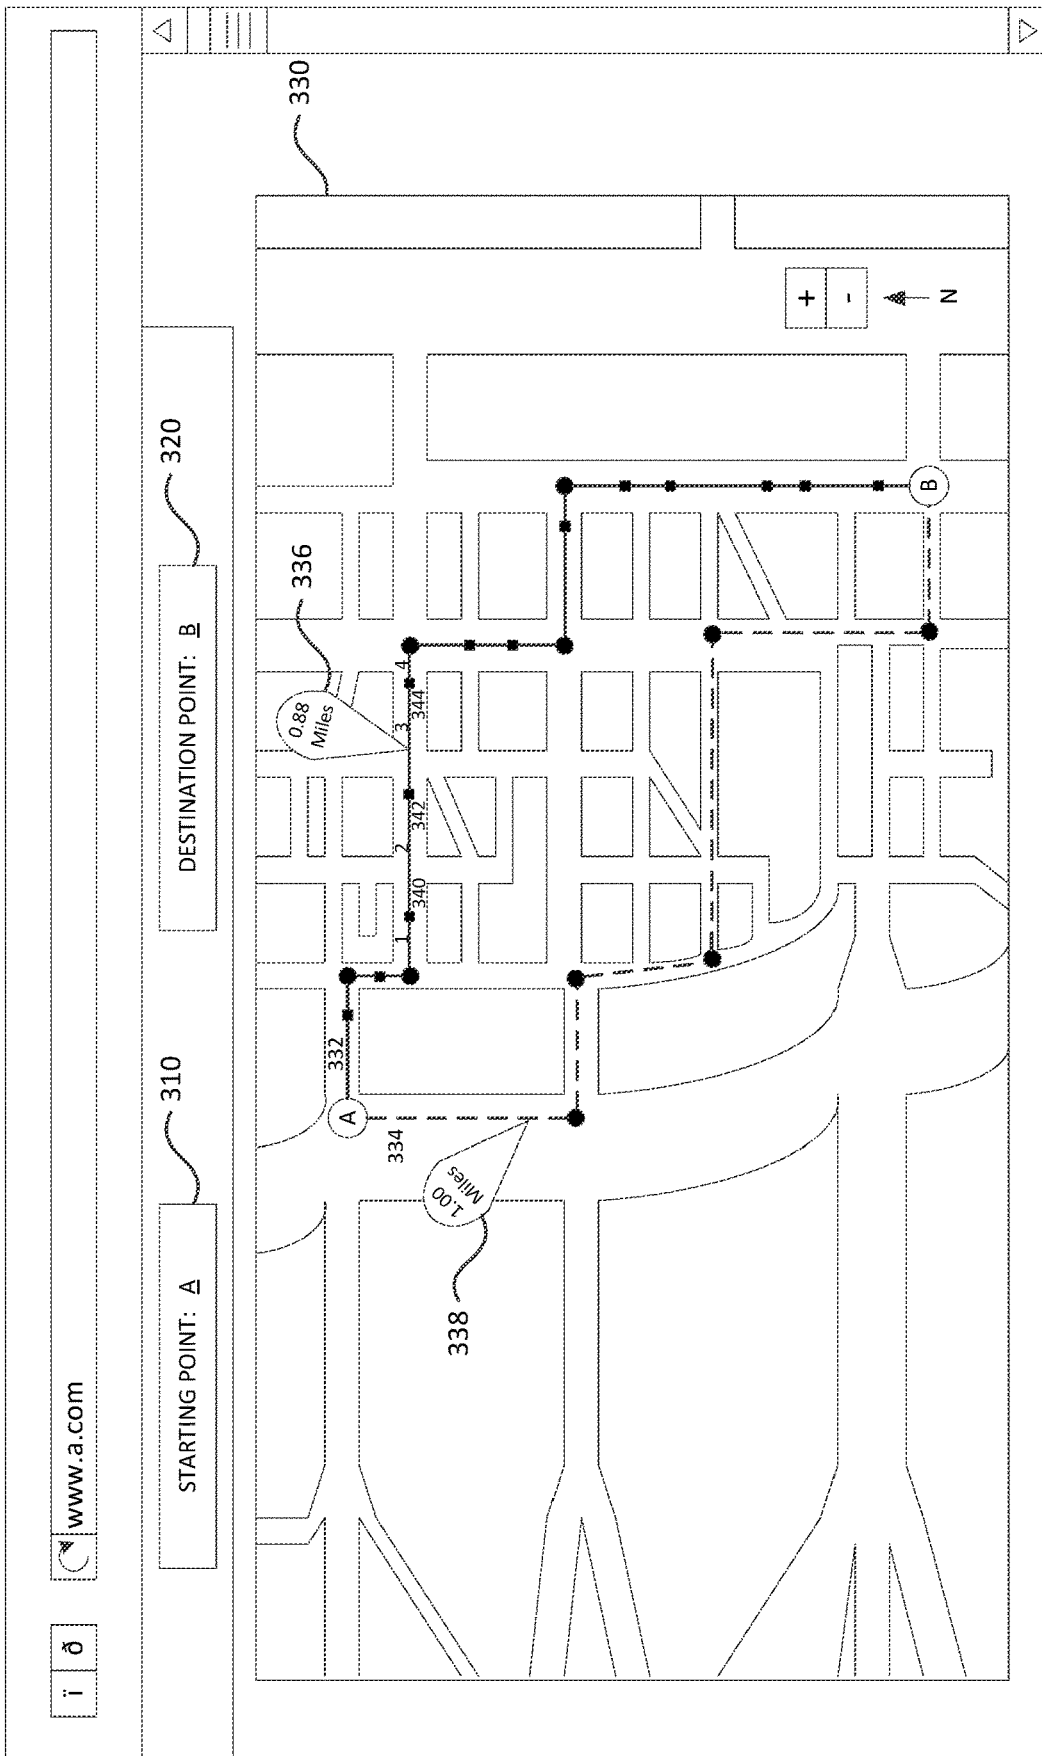 ï ð www.a.com
STARTING POINT: A
310
DESTINATION POINT: B
320
330
0.88
Miles
336
332
A
334
1
340
2
342
3
344
4
1.00
Miles
338
+
-
N
B